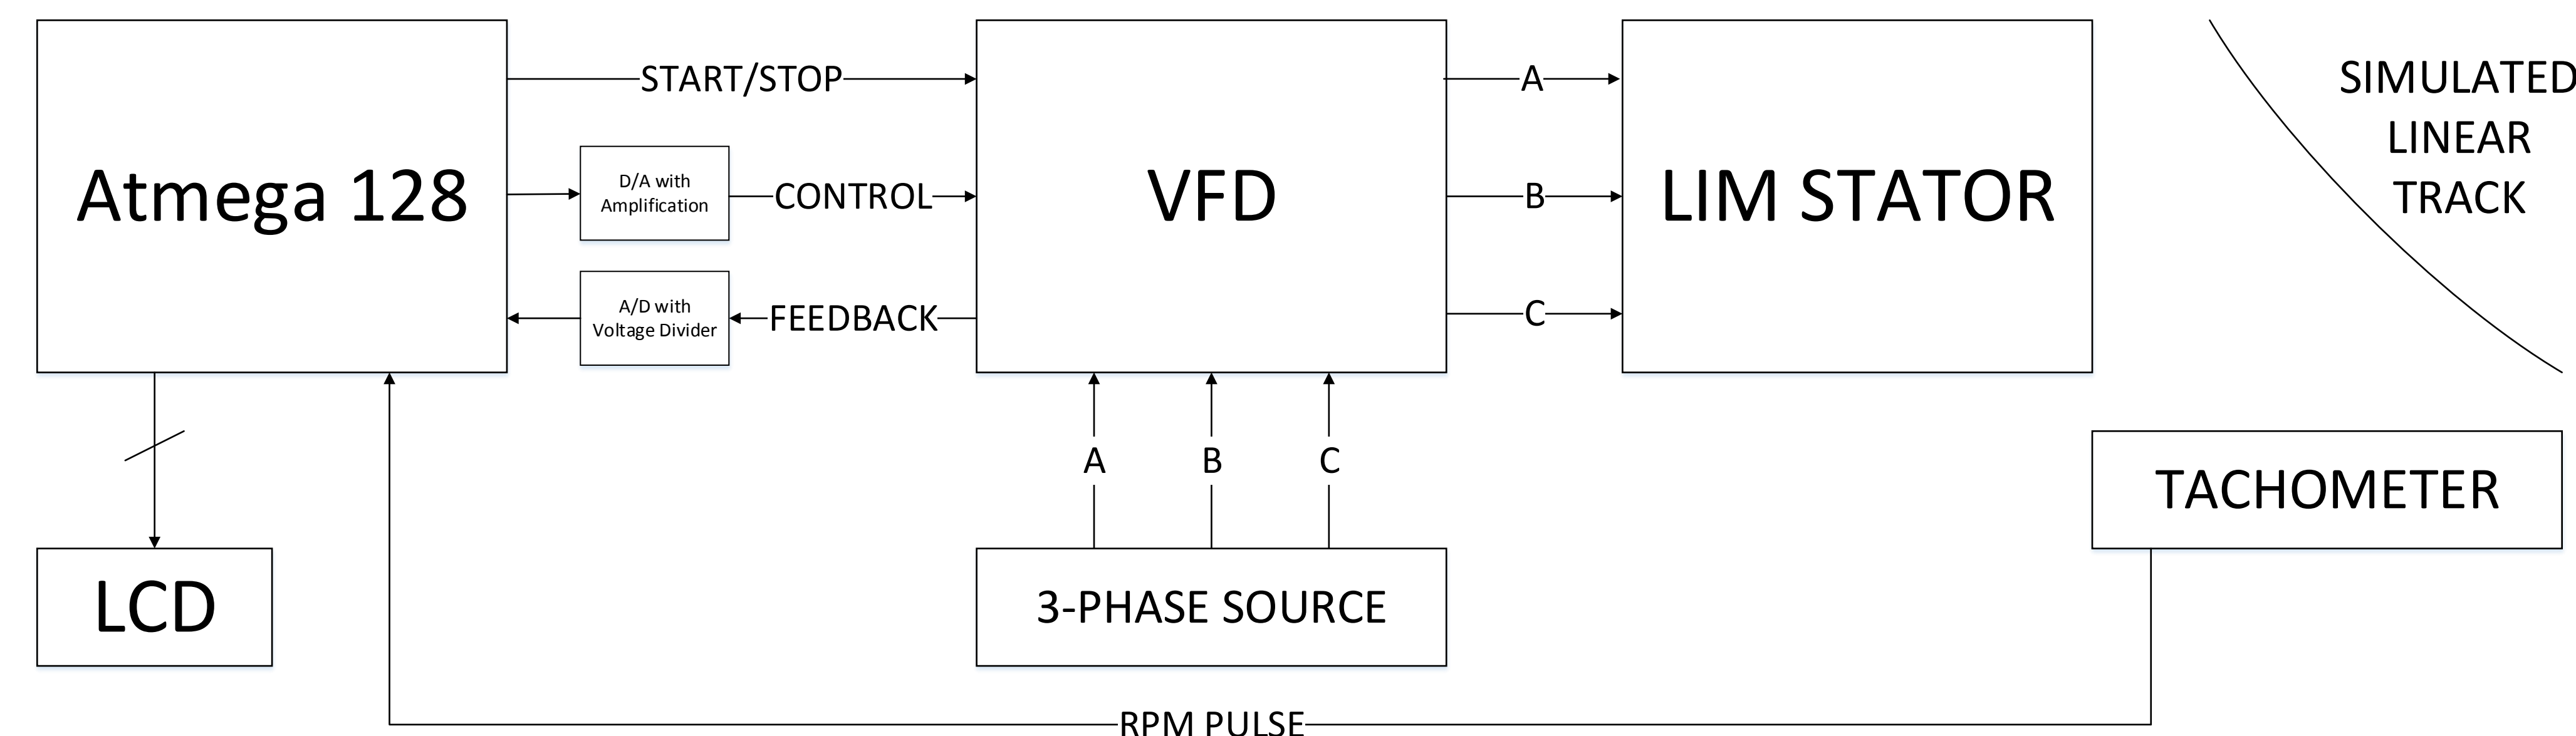 Atmega 128
START/STOP
D/A with
Amplification
CONTROL
A/D with
Voltage Divider
FEEDBACK
VFD
A
B
C
LIM STATOR
SIMULATED
LINEAR
TRACK
A
B
C
TACHOMETER
LCD
3-PHASE SOURCE
RPM PULSE